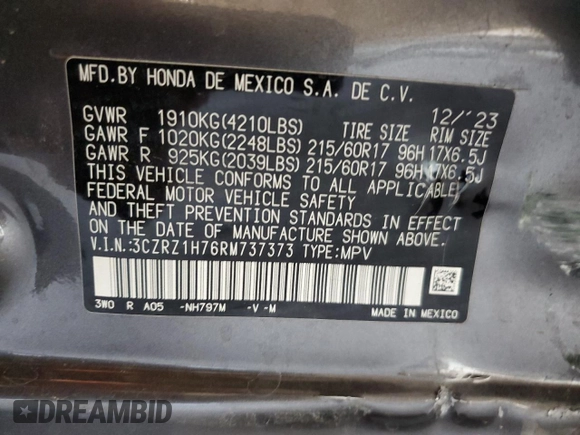 MFD.BY HONDA DE MEXICO S.A. DE C.V.
GVWR 1910KG(4210LBS) 12/'23
GAWR F 1020KG(2248LBS) TIRE SIZE RIM SIZE
GAWR R 925KG(2039LBS) 215/60R17 96H 17X6.5J
215/60R17 96H 17X6.5J
THIS VEHICLE CONFORMS TO ALL APPLICABLE
FEDERAL MOTOR VEHICLE SAFETY
AND THEFT PREVENTION STANDARDS IN EFFECT
ON THE DATE OF MANUFACTURE SHOWN ABOVE.
V.I.N.:3CZRZ1H76RM737373 TYPE:MPV
3W0 R A05 -NH797M -V -M
MADE IN MEXICO
DREAMBID